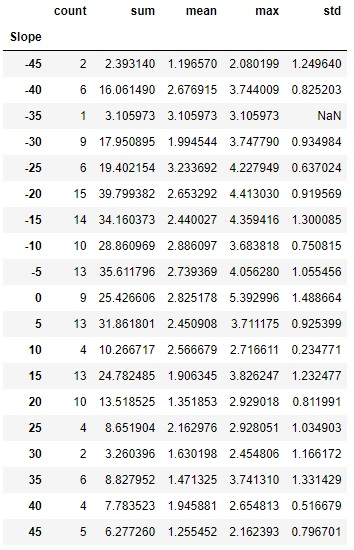 count sum mean max std
Slope
-45 2 2.393140 1.196570 2.080199 1.249640
-40 6 16.061490 2.676915 3.744009 0.825203
-35 1 3.105973 3.105973 3.105973 NaN
-30 9 17.950895 1.994544 3.747790 0.934984
-25 6 19.402154 3.233692 4.227949 0.637024
-20 15 39.799382 2.653292 4.413030 0.919569
-15 14 34.160373 2.440027 4.359416 1.300085
-10 10 28.860969 2.886097 3.683818 0.750815
-5 13 35.611796 2.739369 4.056280 1.055456
0 9 25.426606 2.825178 5.392996 1.488664
5 13 31.861801 2.450908 3.711175 0.925399
10 4 10.266717 2.566679 2.716611 0.234771
15 13 24.782485 1.906345 3.826247 1.232477
20 10 13.518525 1.351853 2.929018 0.811991
25 4 8.651904 2.162976 2.928051 1.034903
30 2 3.260396 1.630198 2.454806 1.166172
35 6 8.827952 1.471325 3.741310 1.331429
40 4 7.783523 1.945881 2.654813 0.516679
45 5 6.277260 1.255452 2.162393 0.796701